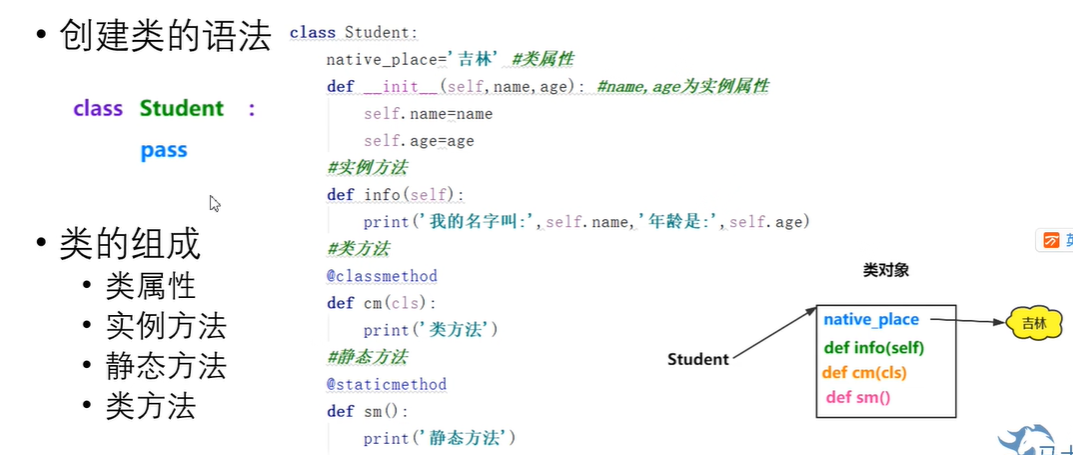 • 创建类的语法
class Student :
pass
• 类的组成
• 类属性
• 实例方法
• 静态方法
• 类方法
class Student:
native_place='吉林' #类属性
def __init__(self,name,age): #name,age为实例属性
self.name=name
self.age=age
#实例方法
def info(self):
print('我的名字叫:',self.name,'年龄是:',self.age)
#类方法
@classmethod
def cm(cls):
print('类方法')
#静态方法
@staticmethod
def sm():
print('静态方法')
类对象
Student
native_place
吉林
def info(self)
def cm(cls)
def sm()